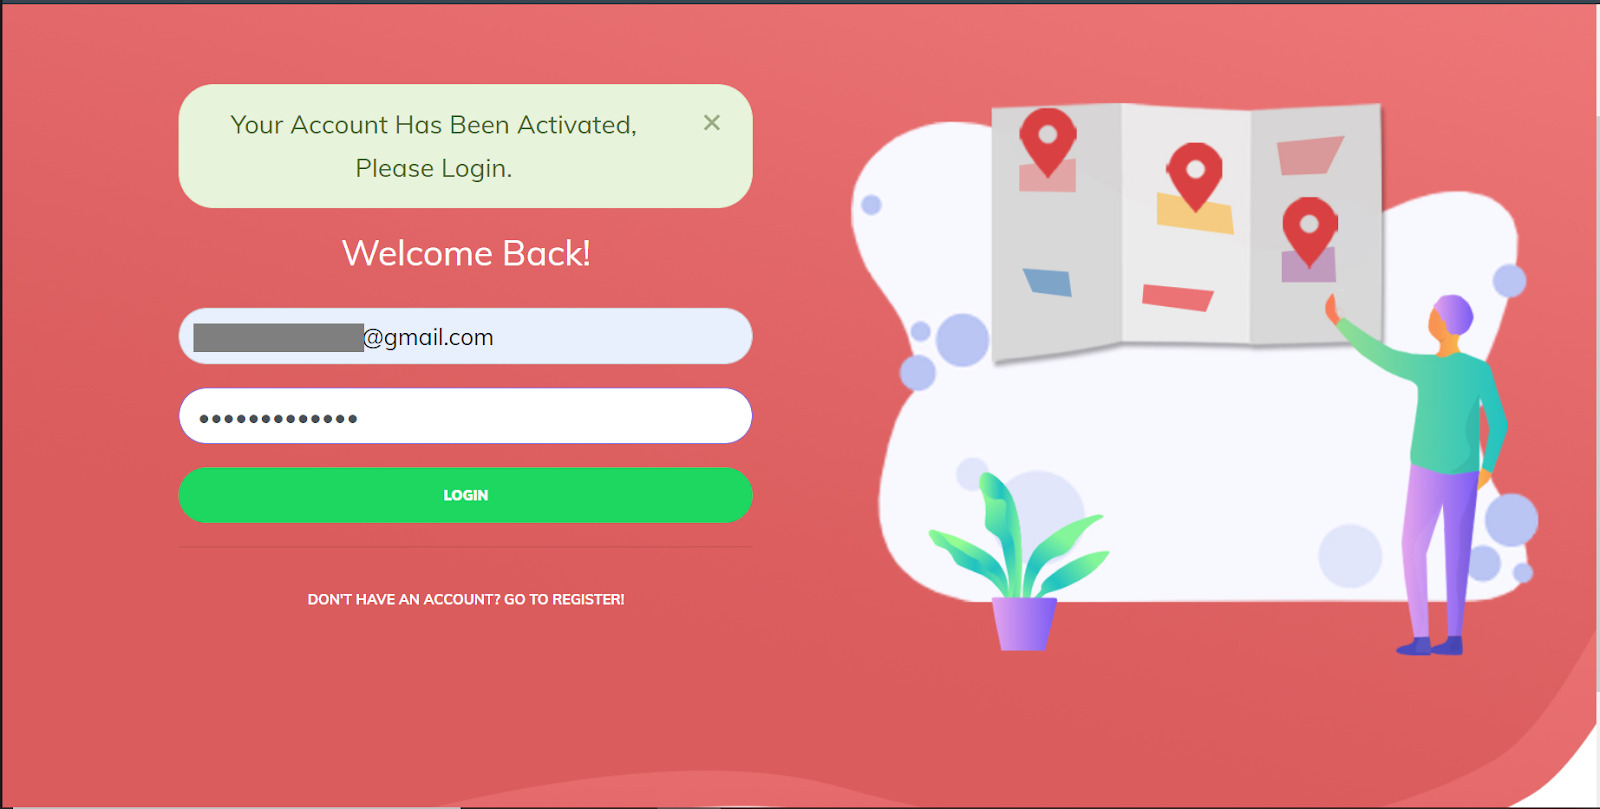 Your Account Has Been Activated,
Please Login.
Welcome Back!
@gmail.com
LOGIN
DON'T HAVE AN ACCOUNT? GO TO REGISTER!